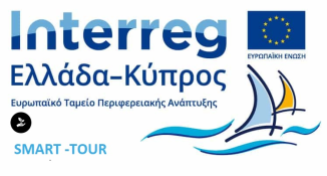 Interreg
ΕΥΡΩΠΑΪΚΗ ΕΝΩΣΗ
Ελλάδα-Κύπρος
Ευρωπαϊκό Ταμείο Περιφερειακής Ανάπτυξης
SMART -TOUR